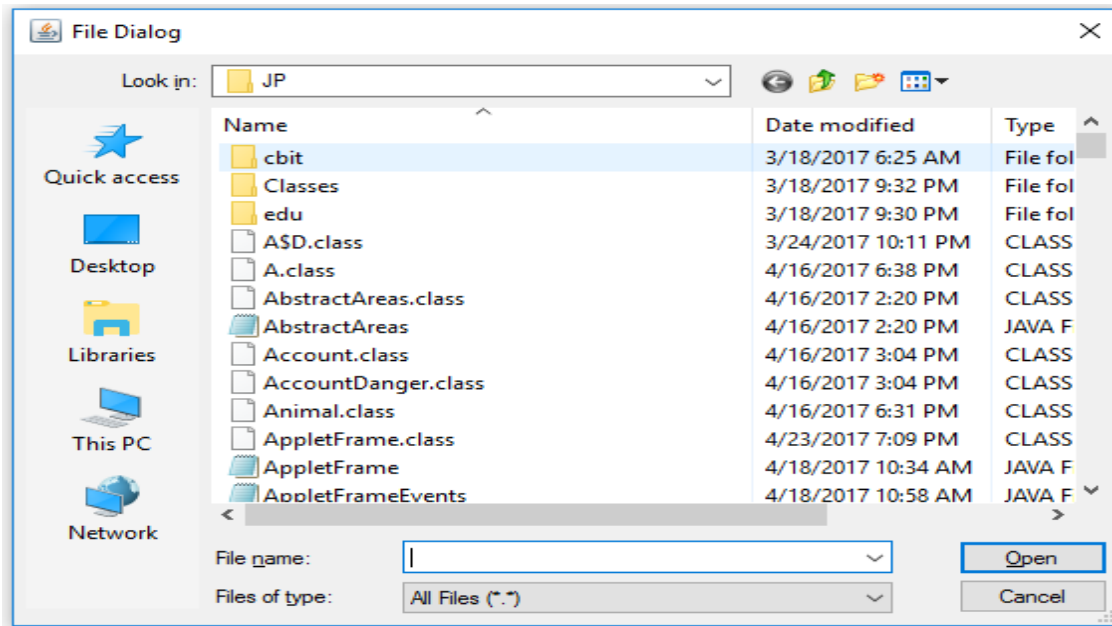 File Dialog
Look in: JP
Name Date modified Type
cbit 3/18/2017 6:25 AM File fol
Classes 3/18/2017 9:32 PM File fol
edu 3/18/2017 9:30 PM File fol
A$D.class 3/24/2017 10:11 PM CLASS
A.class 4/16/2017 6:38 PM CLASS
AbstractAreas.class 4/16/2017 2:20 PM CLASS
AbstractAreas 4/16/2017 2:20 PM JAVA F
Account.class 4/16/2017 3:04 PM CLASS
AccountDanger.class 4/16/2017 3:04 PM CLASS
Animal.class 4/16/2017 6:31 PM CLASS
AppletFrame.class 4/23/2017 7:09 PM CLASS
AppletFrame 4/18/2017 10:34 AM JAVA F
AppletFrameEvents 4/18/2017 10:58 AM JAVA F
Quick access
Desktop
Libraries
This PC
Network
File name: Open
Files of type: All Files (*.*) Cancel